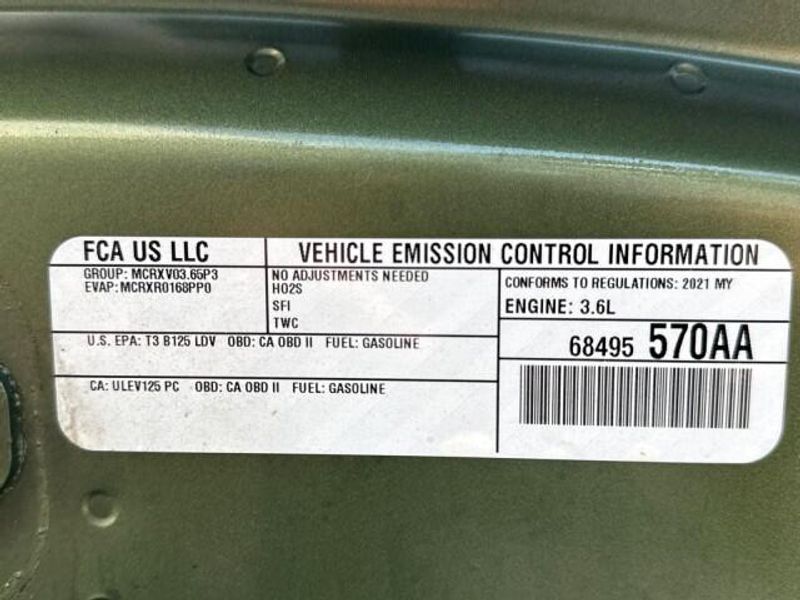 FCA US LLC
VEHICLE EMISSION CONTROL INFORMATION
GROUP: MCRXV03.65P3
EVAP: MCRXR0168PP0
NO ADJUSTMENTS NEEDED
HO2S
SFI
TWC
CONFORMS TO REGULATIONS: 2021 MY
ENGINE: 3.6L
U.S. EPA: T3 B125 LDV OBD: CA OBD II FUEL: GASOLINE
68495 570AA
CA: ULEV125 PC OBD: CA OBD II FUEL: GASOLINE